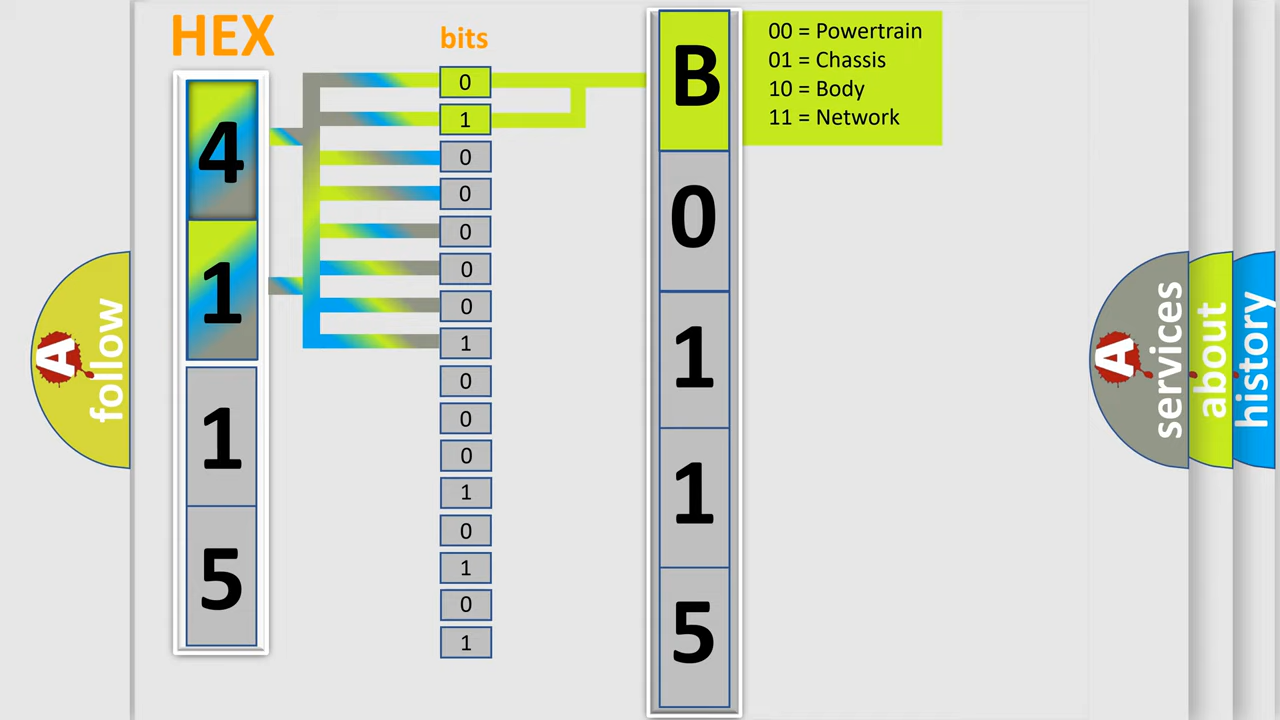 HEX
bits
4
1
1
5
0
1
0
0
0
0
0
1
0
0
0
1
0
1
0
1
B
0
1
1
5
00 = Powertrain
01 = Chassis
10 = Body
11 = Network
A
follow
A
services
about
history